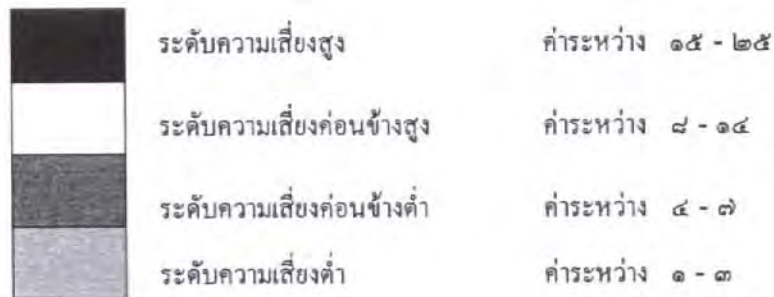 ระดับความเสี่ยงสูง ค่าระหว่าง ๑๕ - ๒๕
ระดับความเสี่ยงค่อนข้างสูง ค่าระหว่าง ๘ - ๑๔
ระดับความเสี่ยงค่อนข้างต่ำ ค่าระหว่าง ๔ - ๗
ระดับความเสี่ยงต่ำ ค่าระหว่าง ๑ - ๓